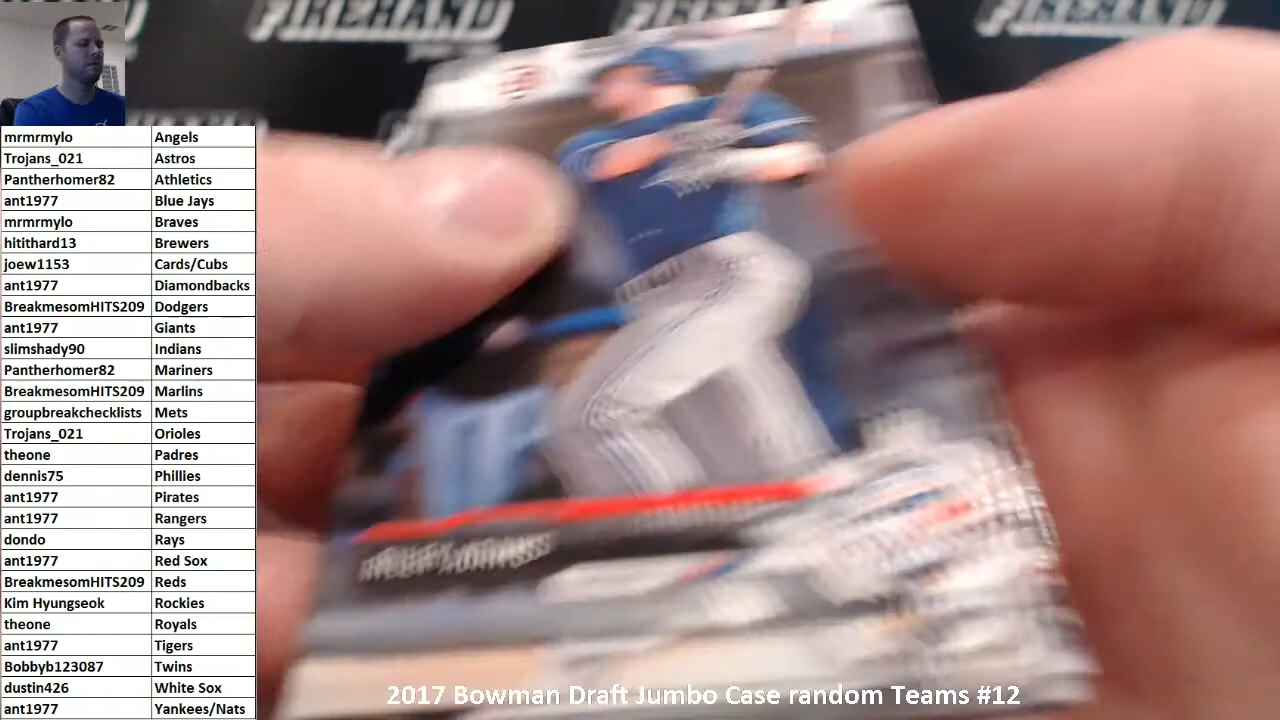 FIREHAND
FIREHAND
mrmrmylo Angels
Trojans_021 Astros
Pantherhomer82 Athletics
ant1977 Blue Jays
mrmrmylo Braves
hitithard13 Brewers
joew1153 Cards/Cubs
ant1977 Diamondbacks
BreakmesomHITS209 Dodgers
ant1977 Giants
slimshady90 Indians
Pantherhomer82 Mariners
BreakmesomHITS209 Marlins
groupbreakchecklists Mets
Trojans_021 Orioles
theone Padres
dennis75 Phillies
ant1977 Pirates
ant1977 Rangers
dondo Rays
ant1977 Red Sox
BreakmesomHITS209 Reds
Kim Hyungseok Rockies
theone Royals
ant1977 Tigers
Bobbyb123087 Twins
dustin426 White Sox
ant1977 Yankees/Nats
2017 Bowman Draft Jumbo Case random Teams #12